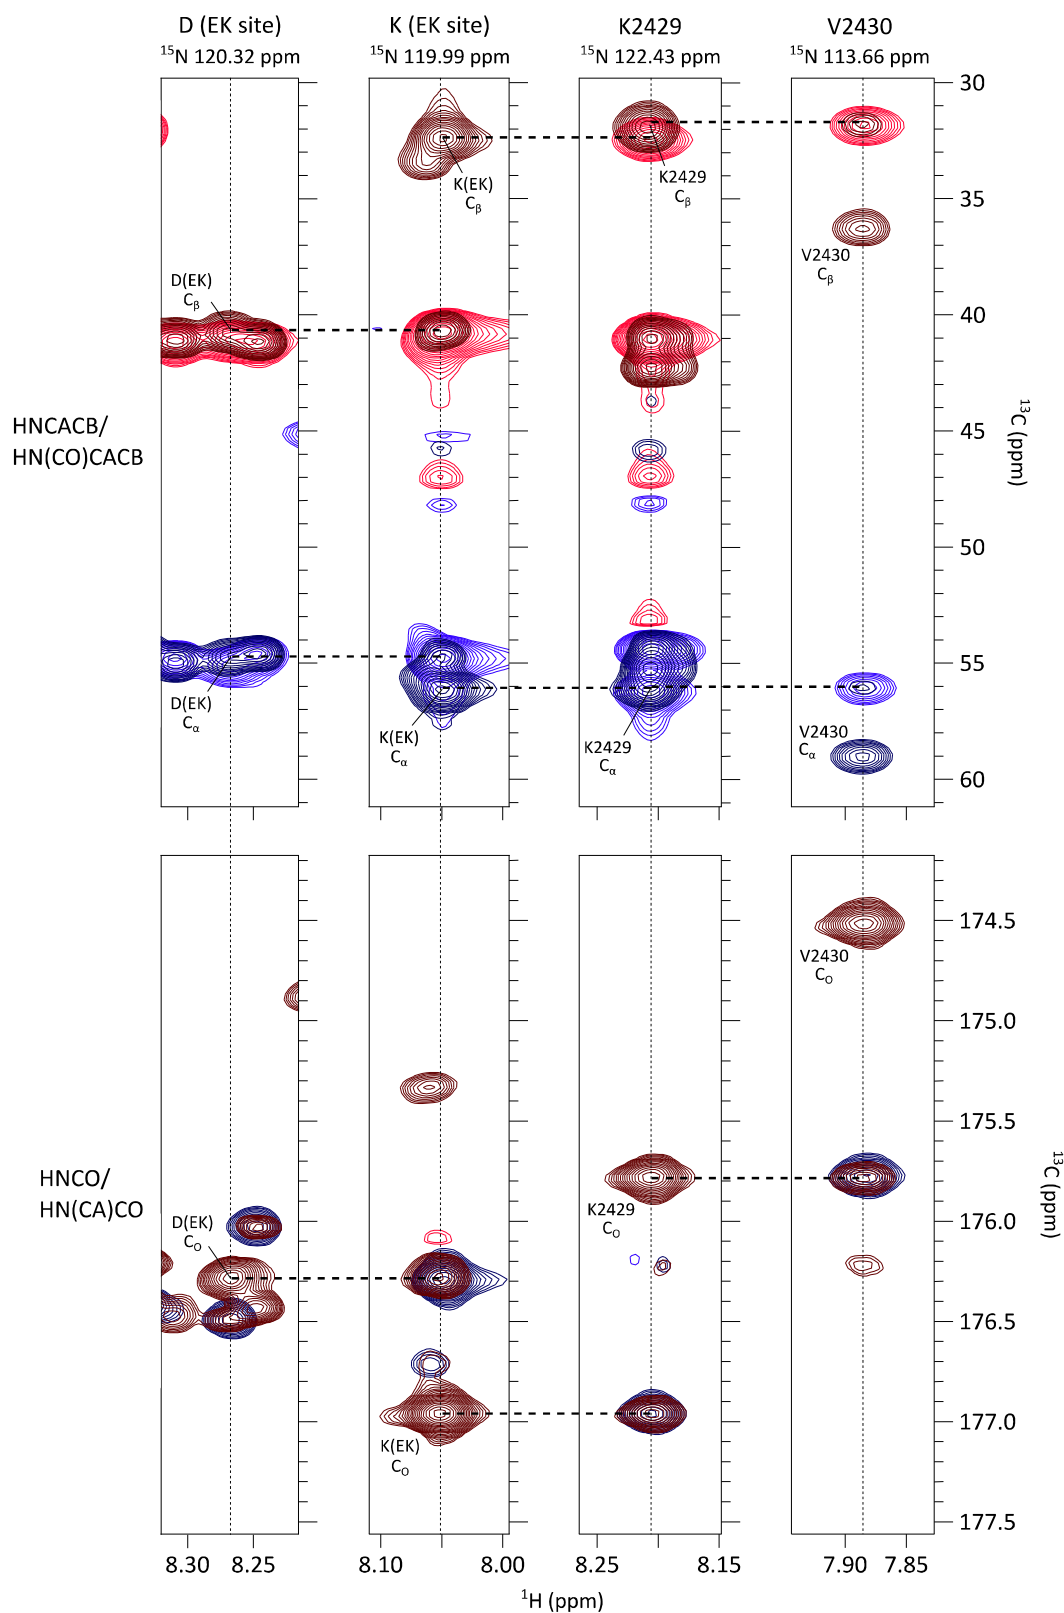 D (EK site) K (EK site) K2429 V2430
¹⁵N 120.32 ppm ¹⁵N 119.99 ppm ¹⁵N 122.43 ppm ¹⁵N 113.66 ppm
30
K(EK)
Cβ
K2429
Cβ
35
V2430
Cβ
D(EK)
Cβ
40
HNCACB/
HN(CO)CACB
45
¹³C (ppm)
50
55
D(EK)
Cα
K(EK)
Cα
K2429
Cα
V2430
Cα
60
174.5
V2430
CO
175.0
175.5
HNCO/
HN(CA)CO
¹³C (ppm)
D(EK)
CO
K2429
CO
176.0
176.5
177.0
K(EK)
CO
177.5
8.30 8.25 8.10 8.00 8.25 8.15 7.90 7.85
¹H (ppm)